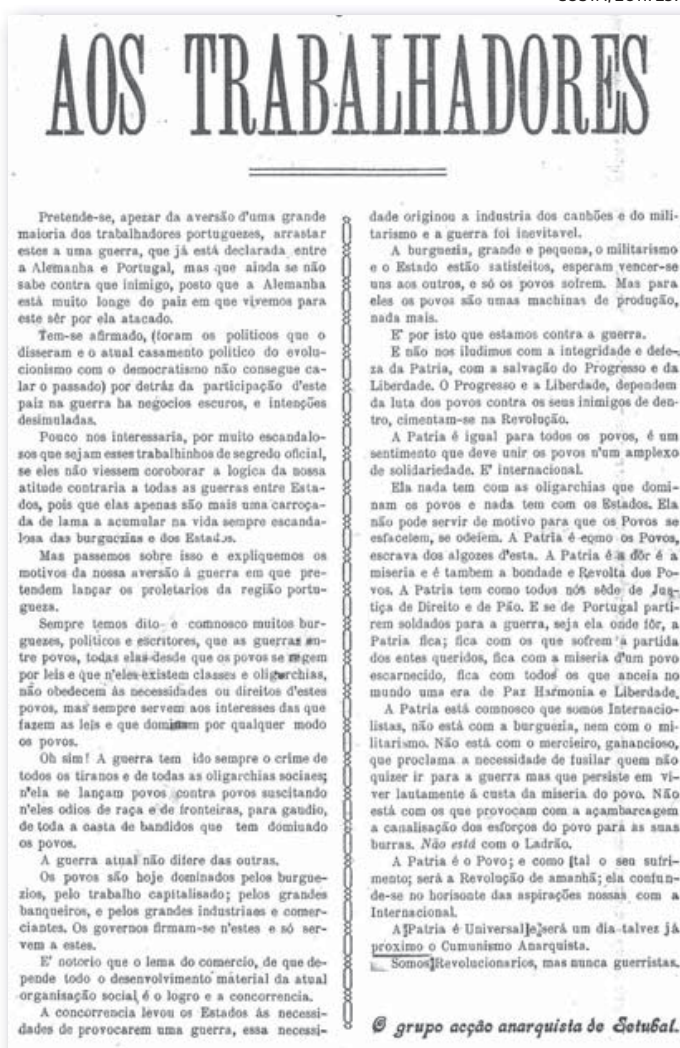 AOS TRABALHADORES
Pretende-se, apezar da aversão d'uma grande
maioria dos trabalhadores portuguezes, arrastar
estes a uma guerra, que já está declarada entre
a Alemanha e Portugal, mas que ainda se não
sabe contra que inimigo, posto que a Alemanha
está muito longe do paiz em que vivemos para
este sêr por ela atacado.
Tem-se afirmado, (foram os politicos que o
disseram e o atual casamento politico do evolu-
cionismo com o democratismo não consegue ca-
lar o passado) por detráz da participação d'este
paiz na guerra ha negocios escuros, e intenções
desimuladas.
Pouco nos interessaria, por muito escandalo-
sos que sejam esses trabalhinhos de segredo oficial,
se eles não viessem coroborar a logica da nossa
atitude contraria a todas as guerras entre Esta-
dos, pois que elas apenas são mais uma carroça-
da de lama a acumular na vida sempre escanda-
losa das burguezias e dos Estados.
Mas passemos sobre isso e expliquemos os
motivos da nossa aversão á guerra em que pre-
tendem lançar os proletarios da região portu-
gueza.
Sempre temos dito e comnosco muitos bur-
guezes, politicos e escritores, que as guerras en-
tre povos, todas elas desde que os povos se regem
por leis e que n'eles existem classes e oligarchias,
não obedecem ás necessidades ou direitos d'estes
povos, mas sempre servem aos interesses das que
fazem as leis e que dominam por qualquer modo
os povos.
Oh sim! A guerra tem ido sempre o crime de
todos os tiranos e de todas as oligarchias sociaes;
n'ela se lançam povos contra povos suscitando
n'eles odios de raça e de fronteiras, para gaudio,
de toda a casta de bandidos que tem dominado
os povos.
A guerra atual não difere das outras.
Os povos são hoje dominados pelos burgue-
zios, pelo trabalho capitalisado; pelos grandes
banqueiros, e pelos grandes industriaes e comer-
ciantes. Os governos firmam-se n'estes e só ser-
vem a estes.
E' notorio que o lema do comercio, de que de-
pende todo o desenvolvimento material da atual
organisação social, é o logro e a concorrencia.
A concorrencia levou os Estados ás necessi-
dades de provocarem uma guerra, essa necessi-
dade originou a industria dos canhões e do mili-
tarismo e a guerra foi inevitavel.
A burguezia, grande e pequena, o militarismo
e o Estado estão satisfeitos, esperam vencer-se
uns aos outros, e só os povos sofrem. Mas para
eles os povos são umas machinas de produção,
nada mais.
E' por isto que estamos contra a guerra.
E não nos iludimos com a integridade e defe-
za da Patria, com a salvação do Progresso e da
Liberdade. O Progresso e a Liberdade, dependem
da luta dos povos contra os seus inimigos de den-
tro, cimentam-se na Revolução.
A Patria é igual para todos os povos, é um
sentimento que deve unir os povos n'um amplexo
de solidariedade. E' internacional.
Ela nada tem com as oligarchias que domi-
nam os povos e nada tem com os Estados. Ela
não pode servir de motivo para que os Povos se
esfacelem, se odeiem. A Patria é como os Povos,
escrava dos algozes d'esta. A Patria é a dôr é a
miseria e é tambem a bondade e Revolta dos Po-
vos. A Patria tem como todos nós sêde de Jus-
tiça de Direito e de Pão. E se de Portugal parti-
rem soldados para a guerra, seja ela onde fôr, a
Patria fica; fica com os que sofrem a partida
dos entes queridos, fica com a miseria d'um povo
escarnecido, fica com todos os que anceia no
mundo uma era de Paz Harmonia e Liberdade.
A Patria está comnosco que somos Internacio-
listas, não está com a burguezia, nem com o mi-
litarismo. Não está com o mercieiro, ganancioso,
que proclama a necessidade de fusilar quem não
quizer ir para a guerra mas que persiste em vi-
ver lautamente á custa da miseria do povo. Não
está com os que provocam com a açambarcagem
a canalisação dos esforços do povo para as suas
burras. Não está com o Ladrão.
A Patria é o Povo; e como tal o seu sufri-
mento; será a Revolução de amanhã; ela confun-
de-se no horisonte das aspirações nossas com a
Internacional.
A Patria é Universal e será um dia talvez já
proximo o Cumunismo Anarquista.
Somos Revolucionarios, mas nunca guerristas.
O grupo acção anarquista de Setubal.